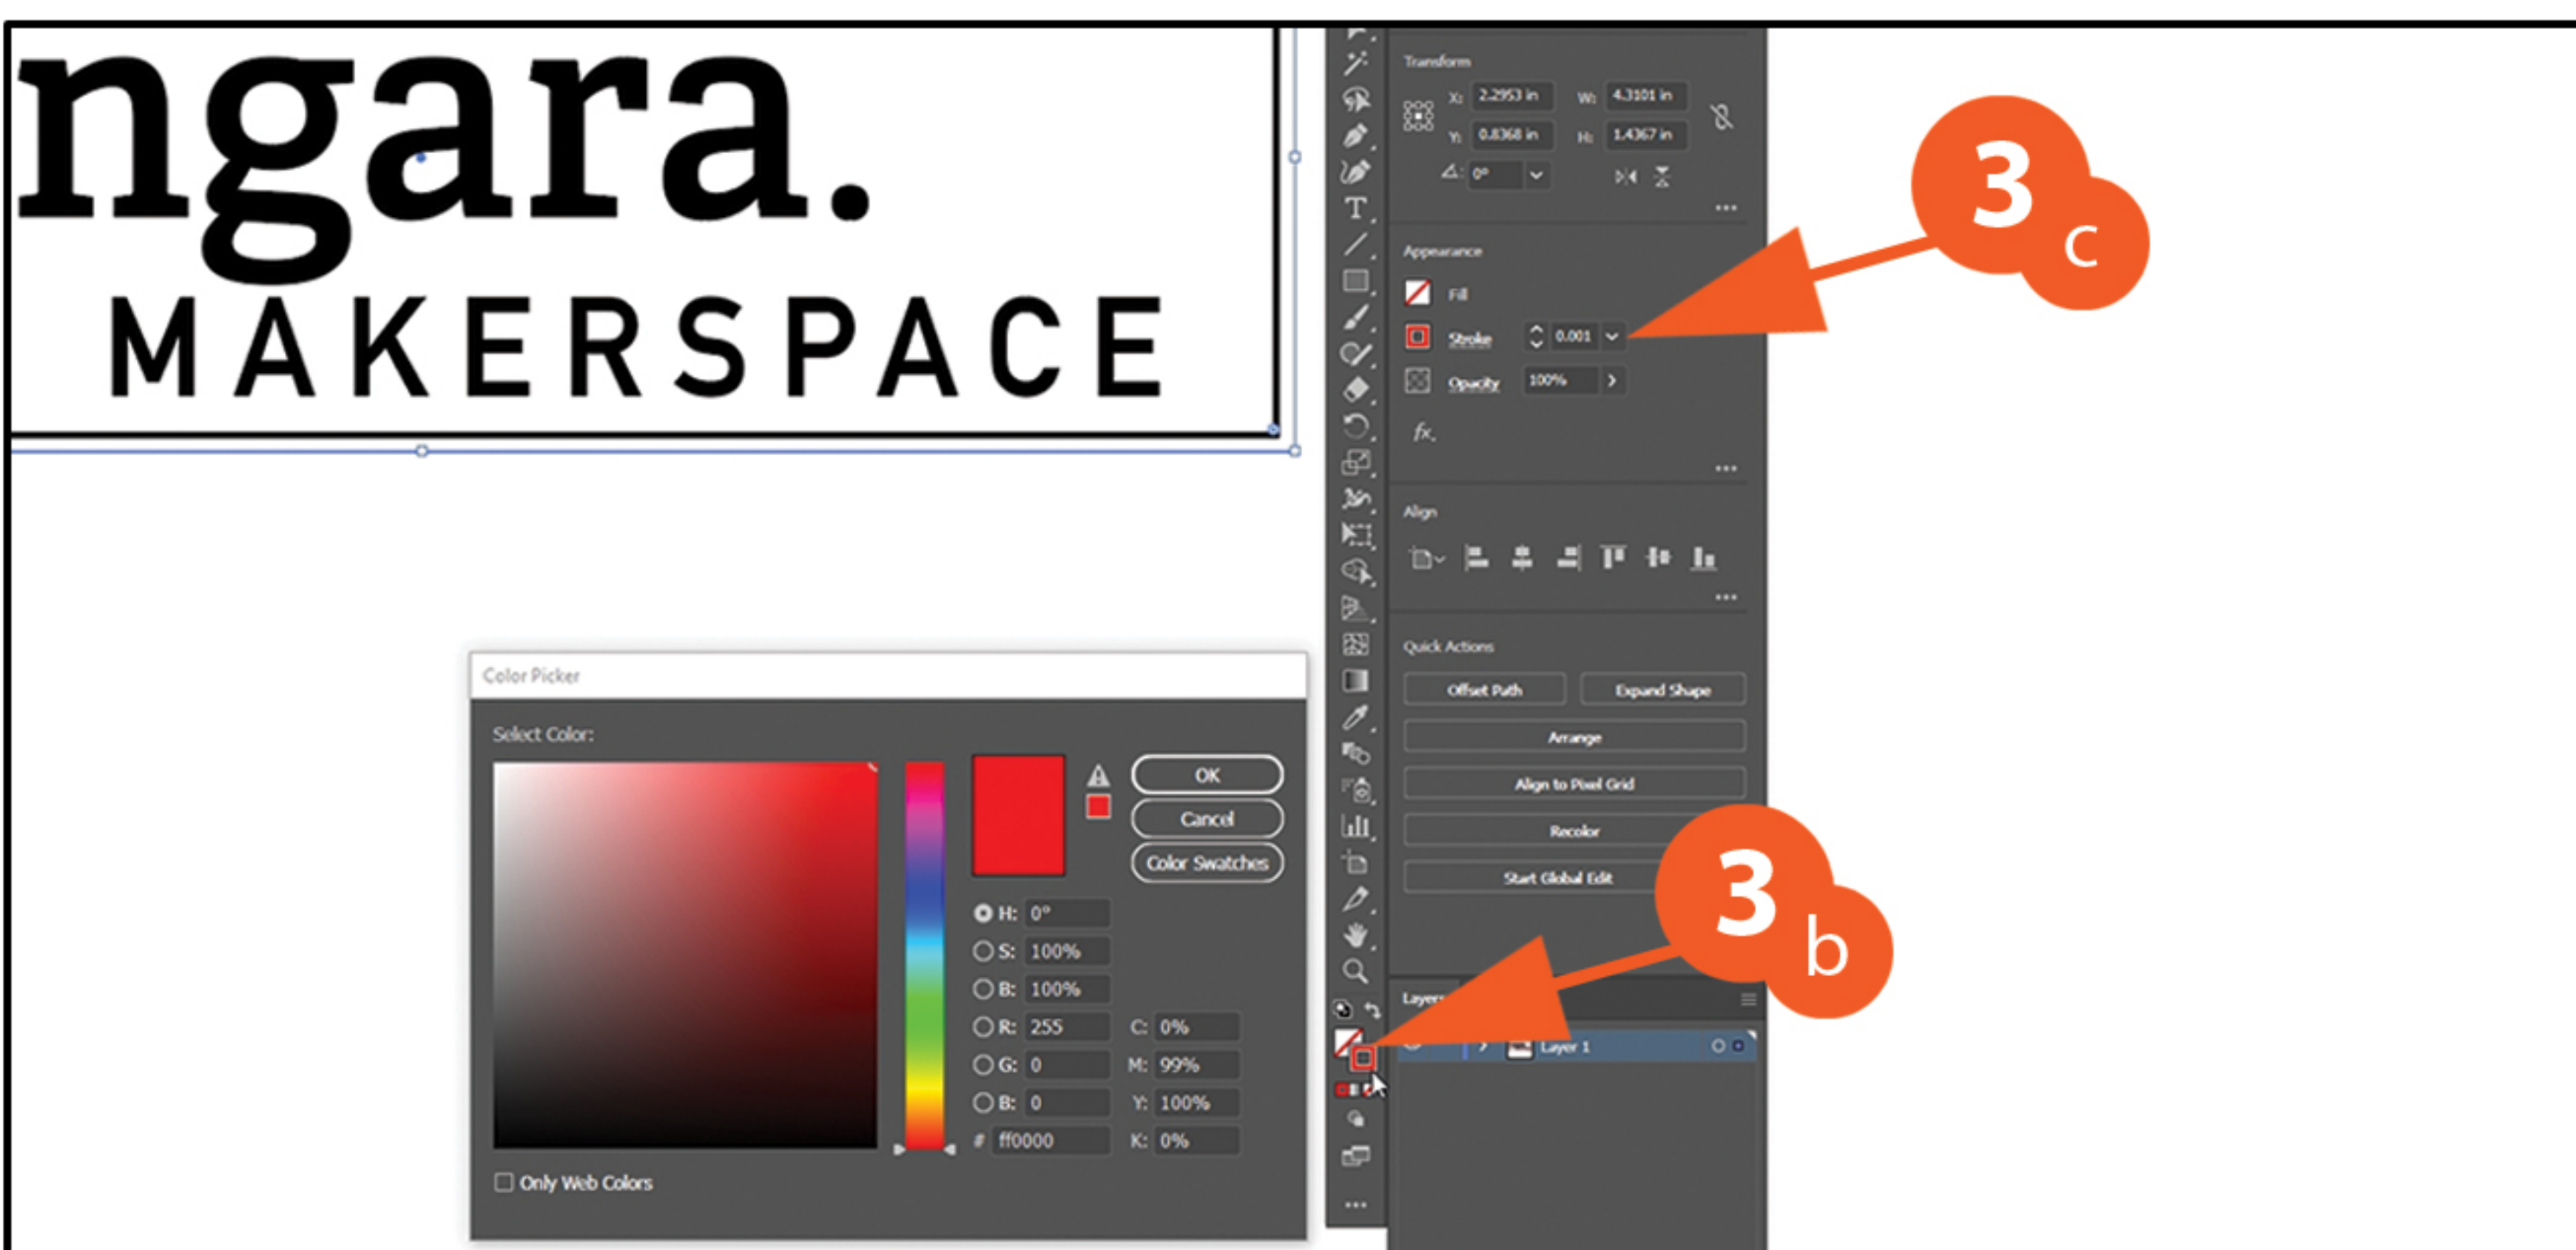 ngara.
MAKERSPACE
Transform
X: 2.2953 in W: 4.3101 in
Y: 0.8368 in H: 1.4367 in
0°
Appearance
Fill
Stroke 0.001
Opacity 100%
fx.
3
c
Align
Quick Actions
Offset Path Expand Shape
Arrange
Align to Pixel Grid
Recolor
Start Global Edit
3
b
Layers
Layer 1
Color Picker
Select Color:
OK
Cancel
Color Swatches
H: 0°
S: 100%
B: 100%
R: 255 C: 0%
G: 0 M: 99%
B: 0 Y: 100%
# ff0000 K: 0%
Only Web Colors